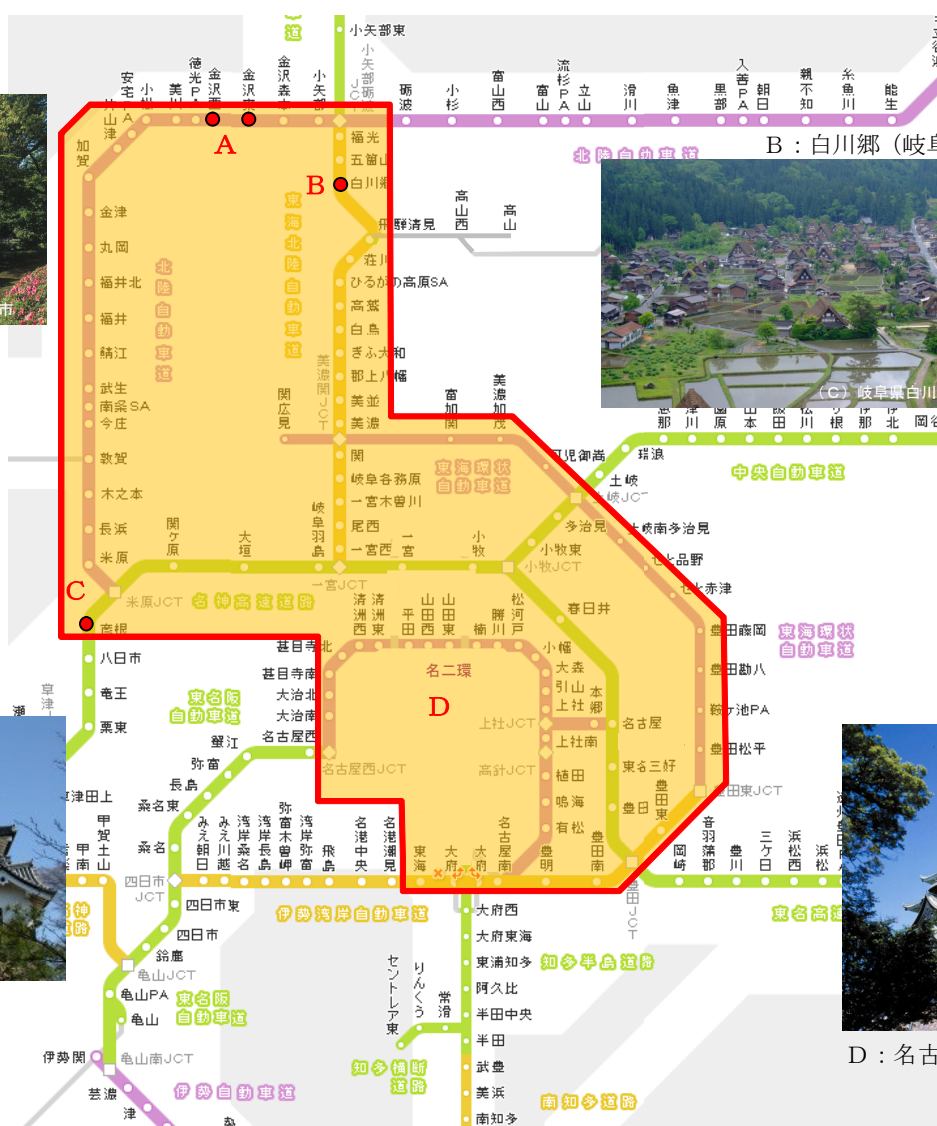 道
小矢部東
小矢部砺波JCT
安宅PA
小松
美川
徳光PA
金沢西
金沢東
金沢森本
小矢部
砺波
小杉
富山西
富山
流杉PA
立山
滑川
魚津
黒部
入善PA
朝日
親不知
糸魚川
能生
片山津
加賀
A
B
C
D
北陸自動車道
B：白川郷（岐阜
福光
五箇山
白川郷
飛騨清見
高山西
高山
荘川
ひるがの高原SA
高鷲
白鳥
ぎふ大和
郡上八幡
美並
美濃
東海北陸自動車道
北陸自動車道
金津
丸岡
福井北
福井
鯖江
武生
南条SA
今庄
敦賀
木之本
長浜
米原
米原JCT
彦根
八日市
竜王
栗東
草津
市
（C）岐阜県白川
美濃関JCT
関広見
富加関
美濃加茂
東海環状
自動車道
可児御嵩
土岐
土岐JCT
瑞浪
中央自動車道
恵那
岡谷
関
岐阜各務原
一宮木曽川
尾西
一宮西
一宮JCT
岐阜羽島
関ヶ原
大垣
名神高速道路
一宮
小牧
小牧JCT
小牧東
多治見
土岐南多治見
せと品野
せと赤津
豊田藤岡
豊田勘八
鞍ヶ池PA
豊田松平
豊田東JCT
東海環状
自動車道
春日井
清洲西
清洲東
平田
山田西
山田東
楠
勝川
松河戸
小幡
大森
引山
本郷
上社
上社JCT
上社南
高針JCT
植田
鳴海
有松
名二環
甚目寺北
甚目寺南
大治北
大治南
名古屋西
名古屋西JCT
名古屋
東名三好
豊田
豊田東
豊田JCT
東名阪
自動車道
蟹江
弥富
長島
桑名東
桑名
四日市JCT
四日市東
四日市
鈴鹿
亀山JCT
亀山PA
亀山
亀山南JCT
伊勢関
芸濃
津
東名阪
自動車道
伊勢自動車道
草津田上
甲南
甲賀土山
みえ朝日
みえ川越
湾岸桑名
湾岸長島
弥富木曽岬
湾岸弥富
飛島
名港中央
名港潮見
東海
大府
大府
名古屋南
豊明
豊田南
伊勢湾岸自動車道
岡崎
音羽蒲郡
豊川
三ケ日
浜松西
浜松
東名高速
大府西
大府東海
東浦知多
阿久比
半田中央
半田
武豊
美浜
南知多
知多半島道路
セントレア東
りんくう
常滑
知多横断
道路
南知多道路
D：名古